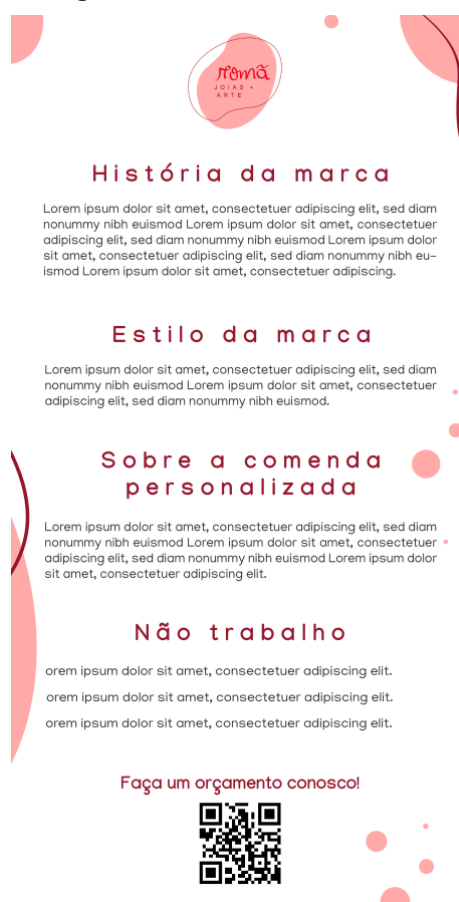 romã
JOIAS +
ARTE
História da marca
Lorem ipsum dolor sit amet, consectetuer adipiscing elit, sed diam
nonummy nibh euismod Lorem ipsum dolor sit amet, consectetuer
adipiscing elit, sed diam nonummy nibh euismod Lorem ipsum dolor
sit amet, consectetuer adipiscing elit, sed diam nonummy nibh eu-
ismod Lorem ipsum dolor sit amet, consectetuer adipiscing.
Estilo da marca
Lorem ipsum dolor sit amet, consectetuer adipiscing elit, sed diam
nonummy nibh euismod Lorem ipsum dolor sit amet, consectetuer
adipiscing elit, sed diam nonummy nibh euismod.
Sobre a comenda
personalizada
Lorem ipsum dolor sit amet, consectetuer adipiscing elit, sed diam
nonummy nibh euismod Lorem ipsum dolor sit amet, consectetuer
adipiscing elit, sed diam nonummy nibh euismod Lorem ipsum dolor
sit amet, consectetuer adipiscing elit.
Não trabalho
orem ipsum dolor sit amet, consectetuer adipiscing elit.
orem ipsum dolor sit amet, consectetuer adipiscing elit.
orem ipsum dolor sit amet, consectetuer adipiscing elit.
Faça um orçamento conosco!